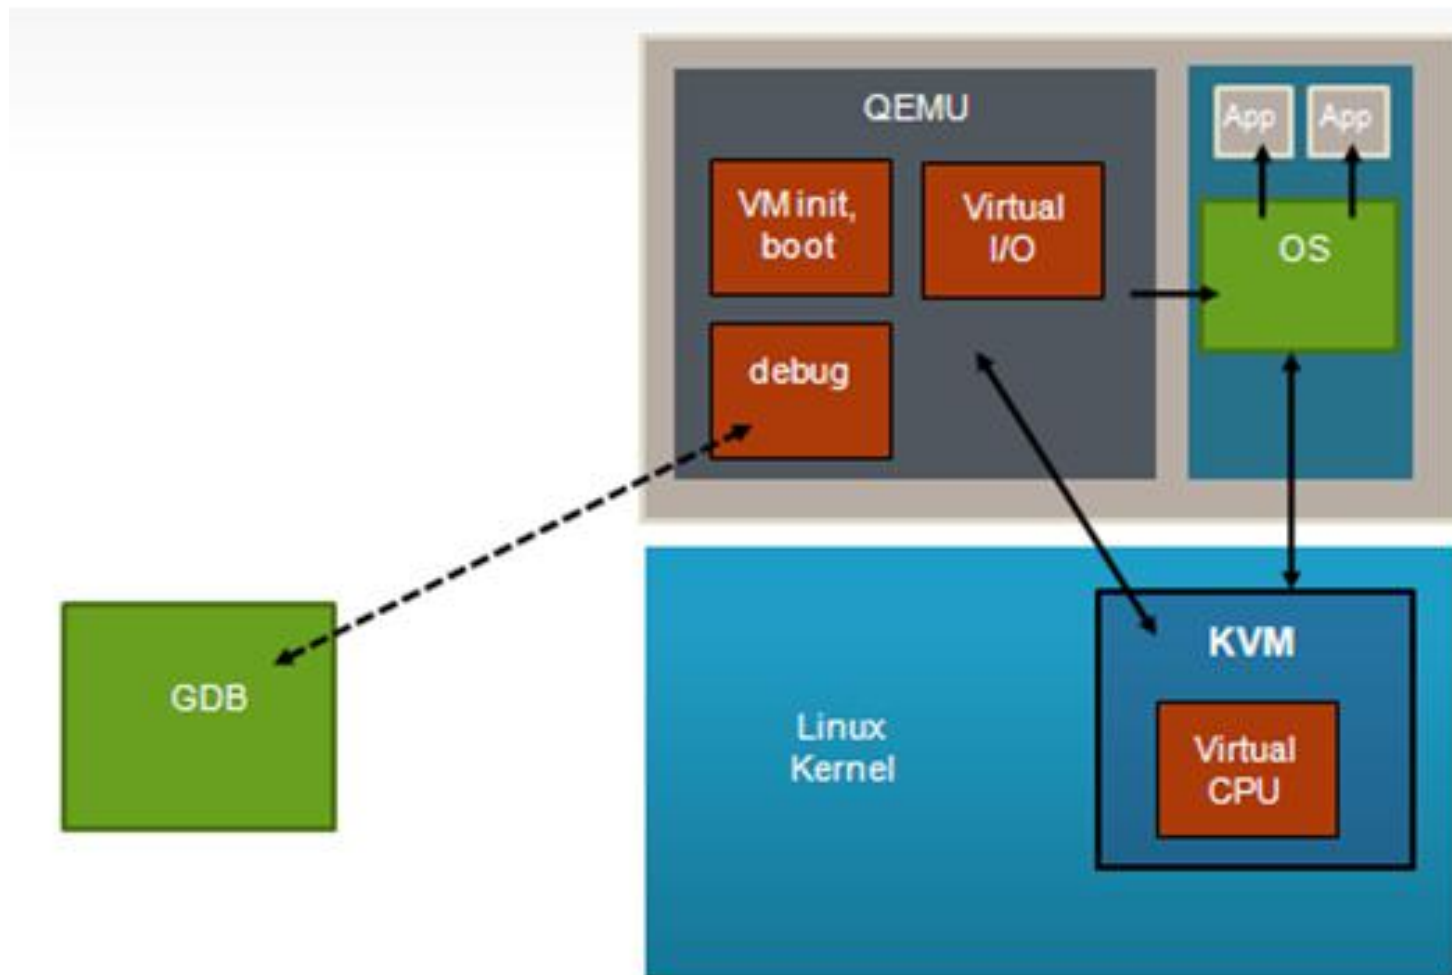 QEMU
App
App
VM init,
boot
Virtual
I/O
OS
debug
GDB
KVM
Linux
Kernel
Virtual
CPU